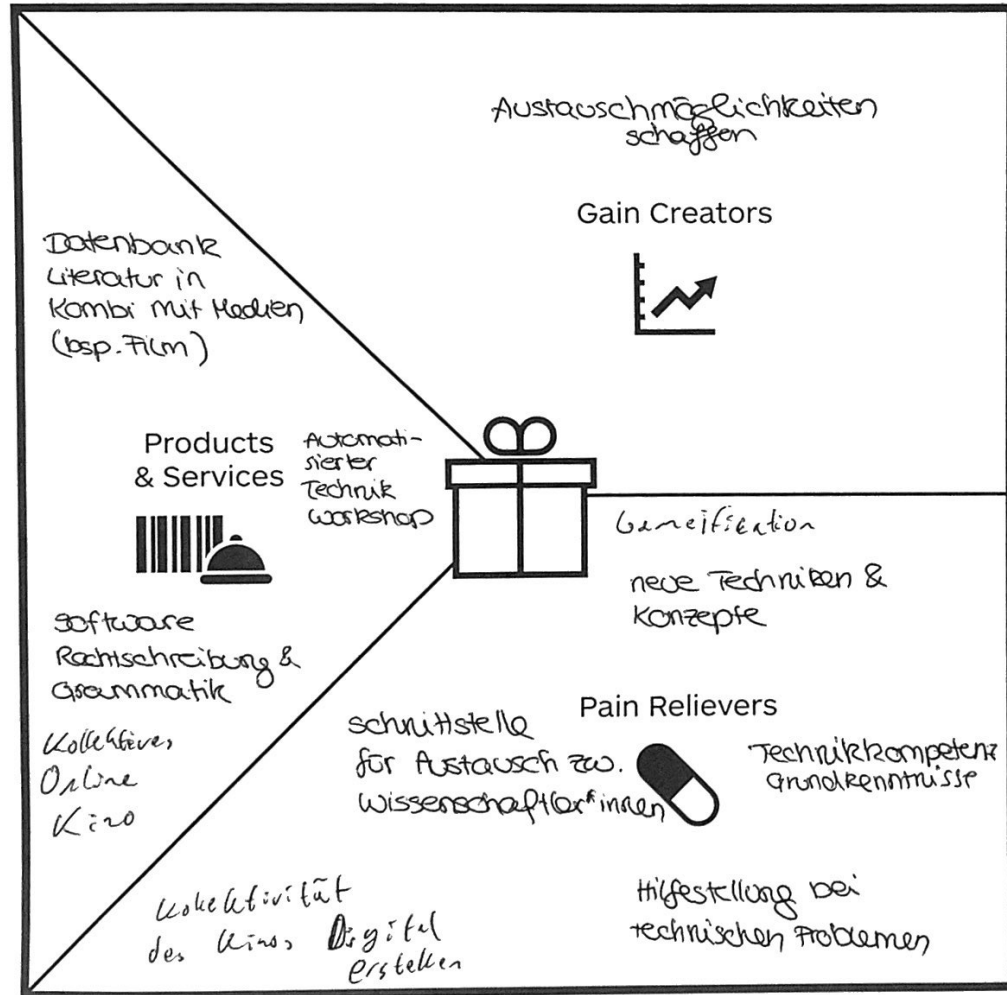 Austauschmöglichkeiten
schaffen
Gain Creators
Datenbank
Literatur in
Kombi mit Medien
(bsp. Film)
Products
& Services
Automati-
sierter
Technik
Workshop
Software
Rechtschreibung &
Grammatik
Kollektives
Online
Kino
Gameification
neue Techniken &
Konzepte
Pain Relievers
Schnittstelle
für Austausch zw.
Wissenschaftler*innen
Technikkompetenz
Grundkenntnisse
Hilfestellung bei
technischen Problemen
Kollektivität
des Kinos Digital
erstellen